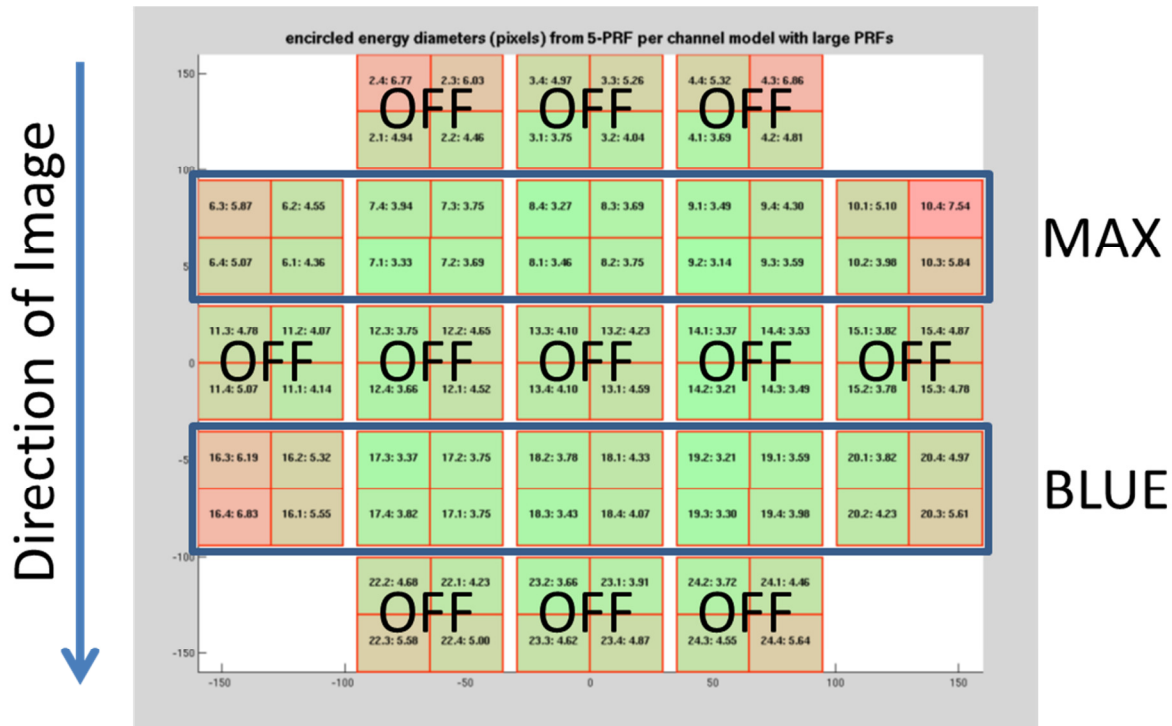 encircled energy diameters (pixels) from 5-PRF per channel model with large PRFs
Direction of Image
150
2.4: 6.77 2.3: 6.03 3.4: 4.97 3.3: 5.26 4.4: 5.32 4.3: 6.86
OFF OFF OFF
2.1: 4.94 2.2: 4.46 3.1: 3.75 3.2: 4.04 4.1: 3.69 4.2: 4.81
100
6.3: 5.87 6.2: 4.55 7.4: 3.94 7.3: 3.75 8.4: 3.27 8.3: 3.69 9.1: 3.49 9.4: 4.30 10.1: 5.10 10.4: 7.54
MAX
6.4: 5.07 6.1: 4.36 7.1: 3.33 7.2: 3.69 8.1: 3.46 8.2: 3.75 9.2: 3.14 9.3: 3.59 10.2: 3.98 10.3: 5.84
11.3: 4.78 11.2: 4.07 12.3: 3.75 12.2: 4.65 13.3: 4.10 13.2: 4.23 14.1: 3.37 14.4: 3.53 15.1: 3.82 15.4: 4.87
0 OFF OFF OFF OFF OFF
11.4: 5.07 11.1: 4.14 12.4: 3.66 12.1: 4.52 13.4: 4.10 13.1: 4.59 14.2: 3.21 14.3: 3.49 15.2: 3.78 15.3: 4.78
16.3: 6.19 16.2: 5.32 17.3: 3.37 17.2: 3.75 18.2: 3.78 18.1: 4.33 19.2: 3.21 19.1: 3.59 20.1: 3.82 20.4: 4.97
BLUE
16.4: 6.83 16.1: 5.55 17.4: 3.82 17.1: 3.75 18.3: 3.43 18.4: 4.07 19.3: 3.30 19.4: 3.98 20.2: 4.23 20.3: 5.61
-100
22.2: 4.68 22.1: 4.23 23.2: 3.66 23.1: 3.91 24.2: 3.72 24.1: 4.46
OFF OFF OFF
22.3: 5.58 22.4: 5.00 23.3: 4.62 23.4: 4.87 24.3: 4.55 24.4: 5.64
-150
-150 -100 -50 0 50 100 150